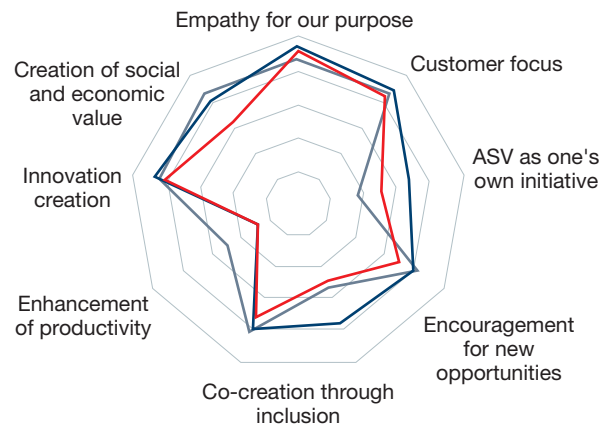 Empathy for our purpose
Customer focus
ASV as one's
own initiative
Encouragement
for new
opportunities
Co-creation through
inclusion
Enhancement
of productivity
Innovation
creation
Creation of social
and economic
value